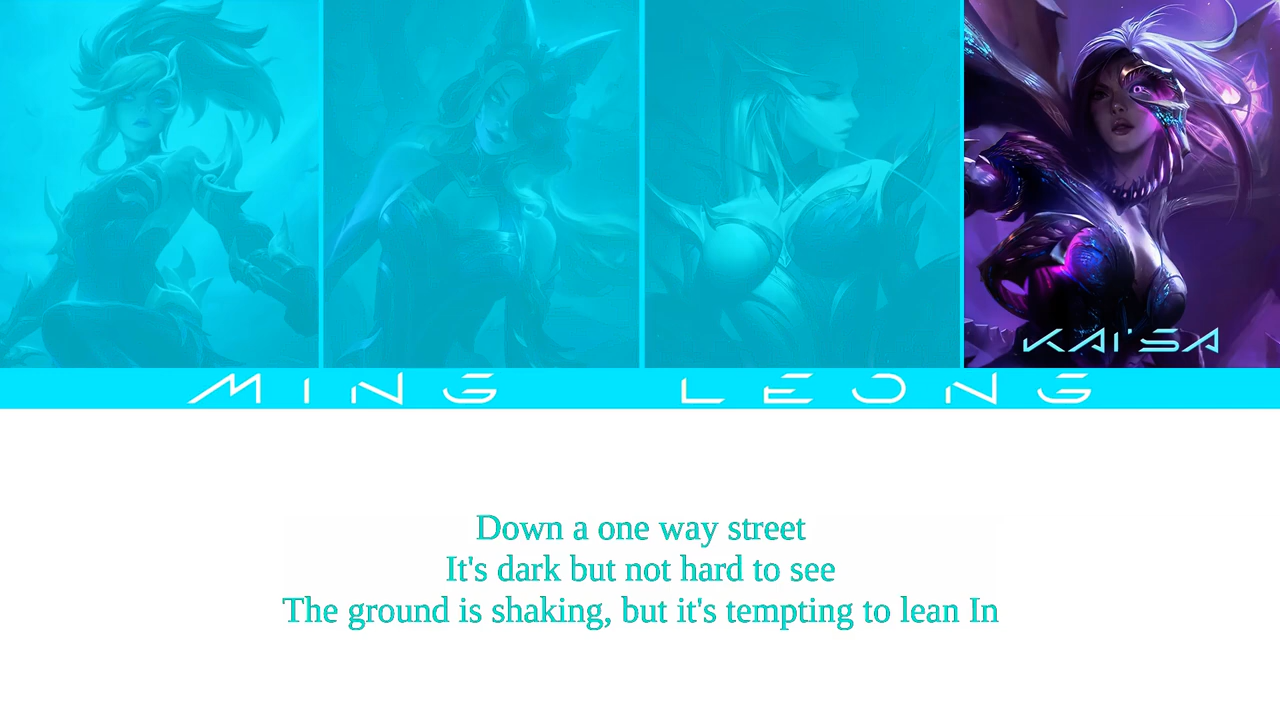 KAI'SA
MING LEONG
Down a one way street
It's dark but not hard to see
The ground is shaking, but it's tempting to lean In